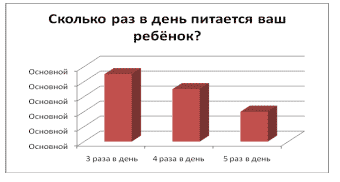 Сколько раз в день питается ваш
ребёнок?
Основной
Основной
Основной
Основной
Основной
Основной
3 раза в день
4 раза в день
5 раз в день